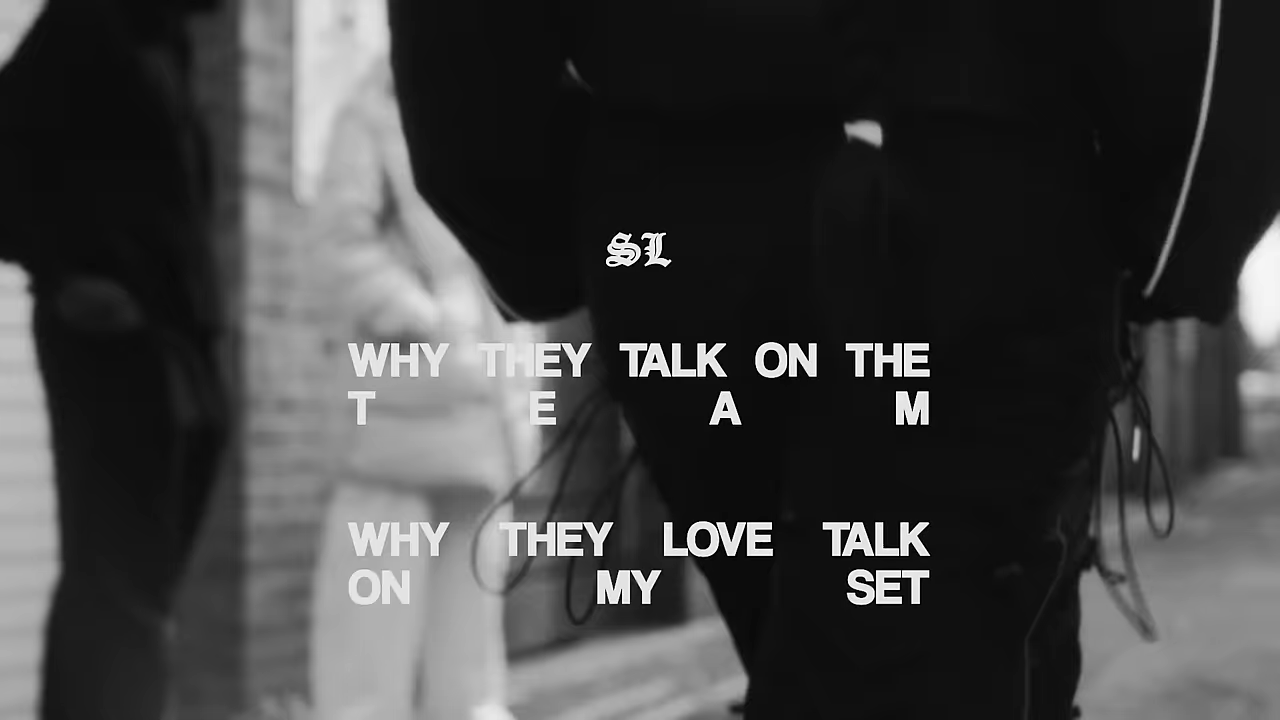 SL
WHY THEY TALK ON THE
T E A M
WHY THEY LOVE TALK
ON MY SET